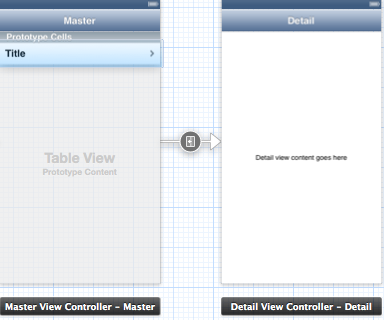 Master
Prototype Cells
Title
Table View
Prototype Content
Master View Controller - Master
Detail
Detail view content goes here
Detail View Controller - Detail